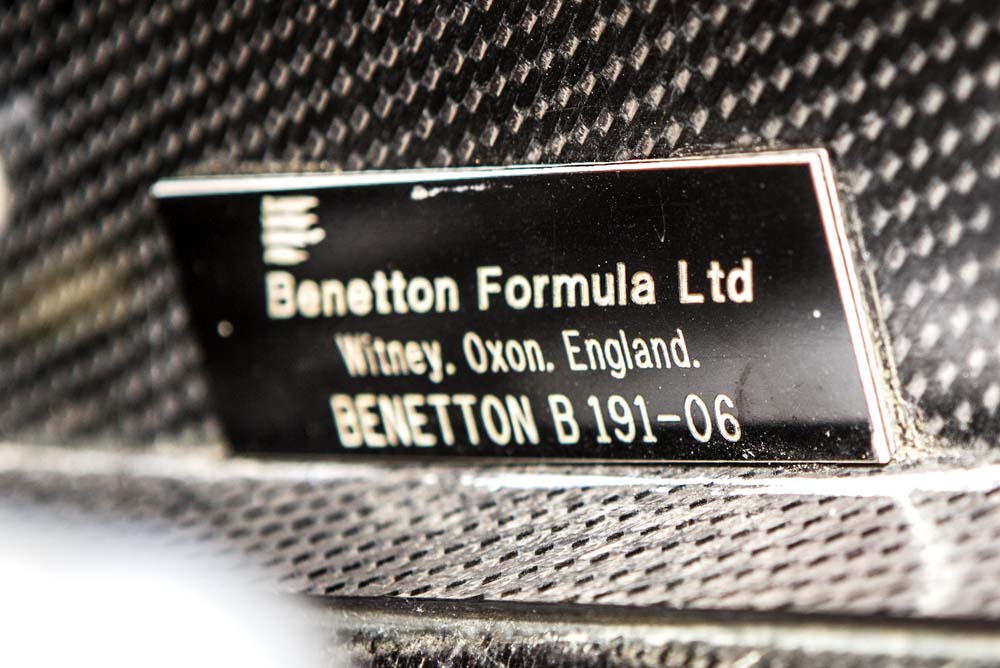 Benetton Formula Ltd
Witney. Oxon. England.
BENETTON B 191-06